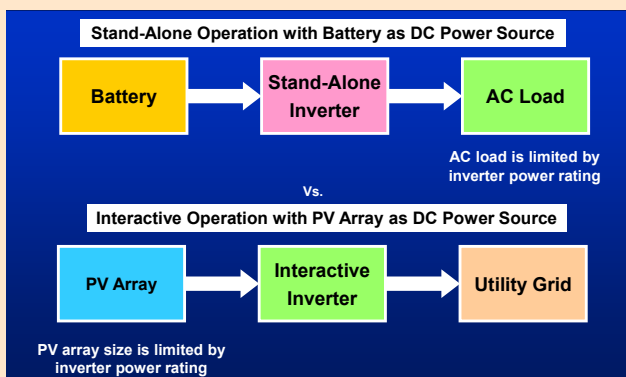 Stand-Alone Operation with Battery as DC Power Source
Battery
Stand-Alone
Inverter
AC Load
AC load is limited by
inverter power rating
Vs.
Interactive Operation with PV Array as DC Power Source
PV Array
Interactive
Inverter
Utility Grid
PV array size is limited by
inverter power rating